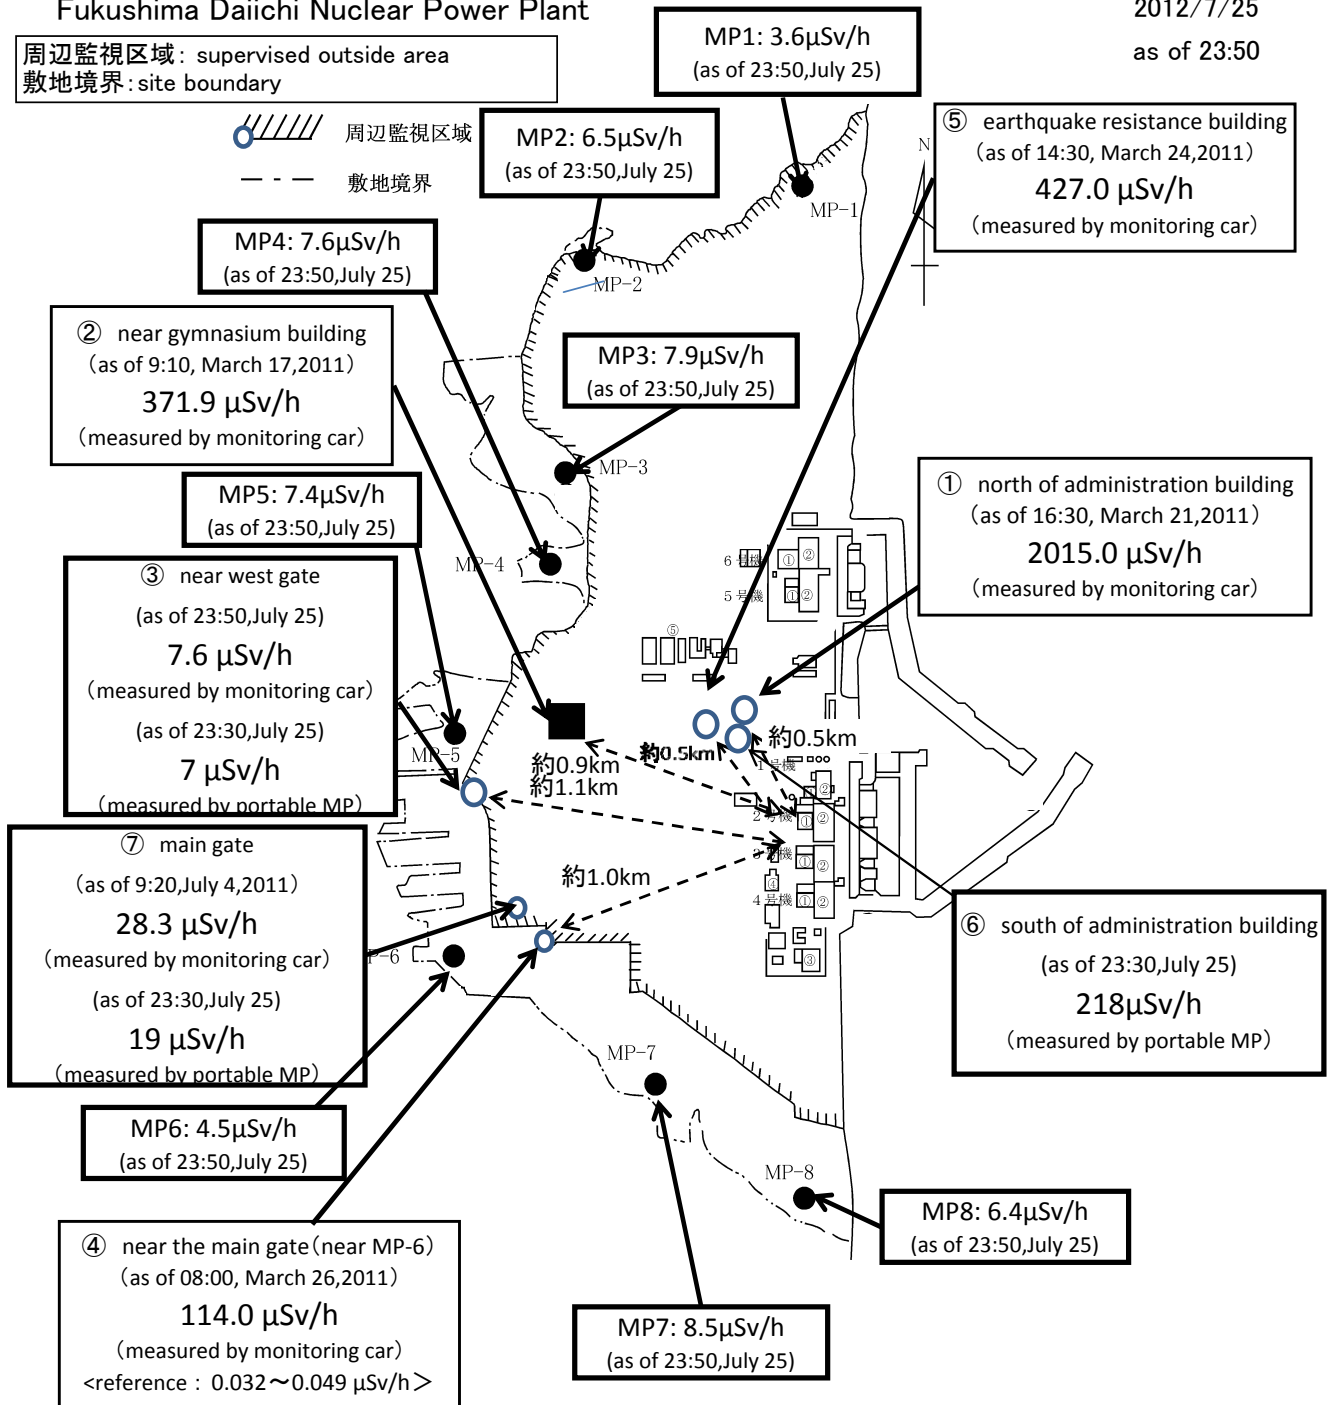 Fukushima Daiichi Nuclear Power Plant
2012/7/25
as of 23:50
周辺監視区域: supervised outside area
敷地境界:site boundary
周辺監視区域
敷地境界
MP1: 3.6μSv/h
(as of 23:50,July 25)
MP2: 6.5μSv/h
(as of 23:50,July 25)
⑤ earthquake resistance building
(as of 14:30, March 24,2011)
427.0 μSv/h
(measured by monitoring car)
N
MP-1
MP4: 7.6μSv/h
(as of 23:50,July 25)
MP-2
② near gymnasium building
(as of 9:10, March 17,2011)
371.9 μSv/h
(measured by monitoring car)
MP3: 7.9μSv/h
(as of 23:50,July 25)
MP-3
MP5: 7.4μSv/h
(as of 23:50,July 25)
① north of administration building
(as of 16:30, March 21,2011)
2015.0 μSv/h
(measured by monitoring car)
MP-4
③ near west gate
(as of 23:50,July 25)
7.6 μSv/h
(measured by monitoring car)
(as of 23:30,July 25)
7 μSv/h
(measured by portable MP)
6号機
① ②
5号機
① ②
⑤
MP-5
約0.9km
約1.1km
約0.5km
約0.5km
1号機
②
2号機
① ②
3号機
① ②
④
4号機
① ②
③
約1.0km
⑦ main gate
(as of 9:20,July 4,2011)
28.3 μSv/h
(measured by monitoring car)
(as of 23:30,July 25)
19 μSv/h
(measured by portable MP)
P-6
⑥ south of administration building
(as of 23:30,July 25)
218μSv/h
(measured by portable MP)
MP-7
MP6: 4.5μSv/h
(as of 23:50,July 25)
MP-8
MP8: 6.4μSv/h
(as of 23:50,July 25)
④ near the main gate(near MP-6)
(as of 08:00, March 26,2011)
114.0 μSv/h
(measured by monitoring car)
<reference : 0.032～0.049 μSv/h>
MP7: 8.5μSv/h
(as of 23:50,July 25)